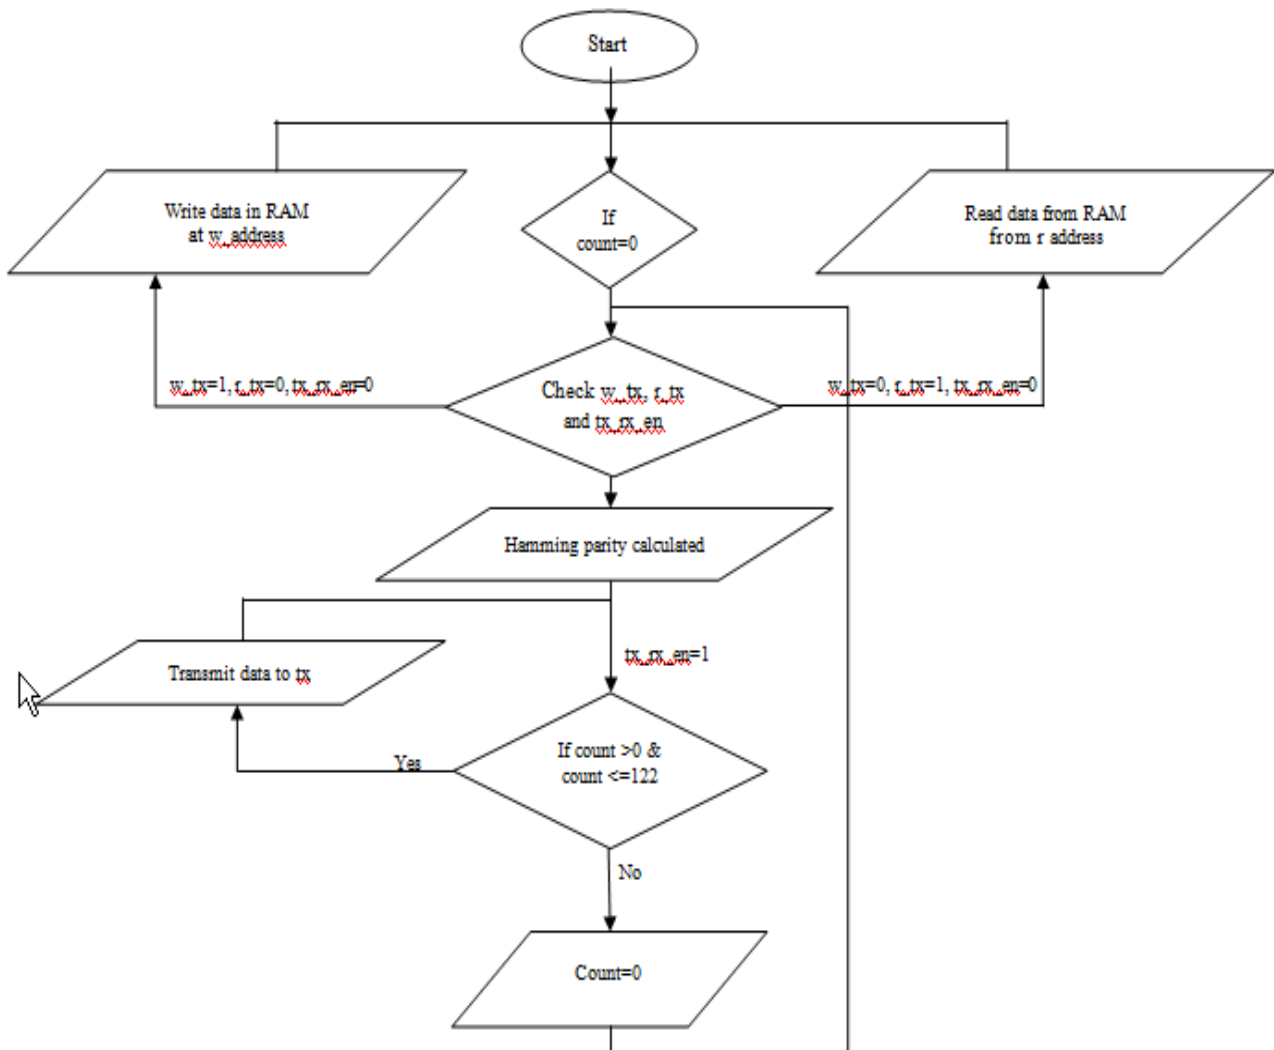 Start
Write data in RAM
at w_address
If
count=0
Read data from RAM
from r address
w_tx=1, r_tx=0, tx_rx_en=0
Check w_tx, r_tx
and tx_rx_en
w_tx=0, r_tx=1, tx_rx_en=0
Hamming parity calculated
Transmit data to tx
tx_rx_en=1
If count >0 &
count <=122
Yes
No
Count=0